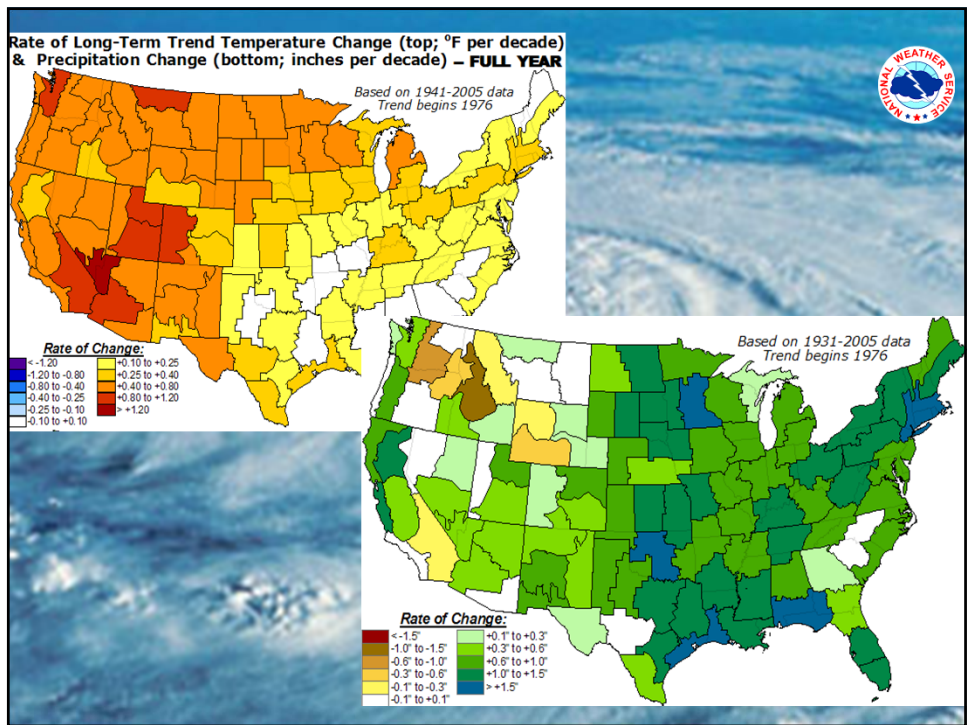 Rate of Long-Term Trend Temperature Change (top; °F per decade)
& Precipitation Change (bottom; inches per decade) – FULL YEAR
Based on 1941-2005 data
Trend begins 1976
NATIONAL WEATHER SERVICE
Rate of Change:
< -1.20
-1.20 to -0.80
-0.80 to -0.40
-0.40 to -0.25
-0.25 to -0.10
-0.10 to +0.10
+0.10 to +0.25
+0.25 to +0.40
+0.40 to +0.80
+0.80 to +1.20
> +1.20
Based on 1931-2005 data
Trend begins 1976
Rate of Change:
< -1.5"
-1.0" to -1.5"
-0.6" to -1.0"
-0.3" to -0.6"
-0.1" to -0.3"
-0.1" to +0.1"
+0.1" to +0.3"
+0.3" to +0.6"
+0.6" to +1.0"
+1.0" to +1.5"
> +1.5"